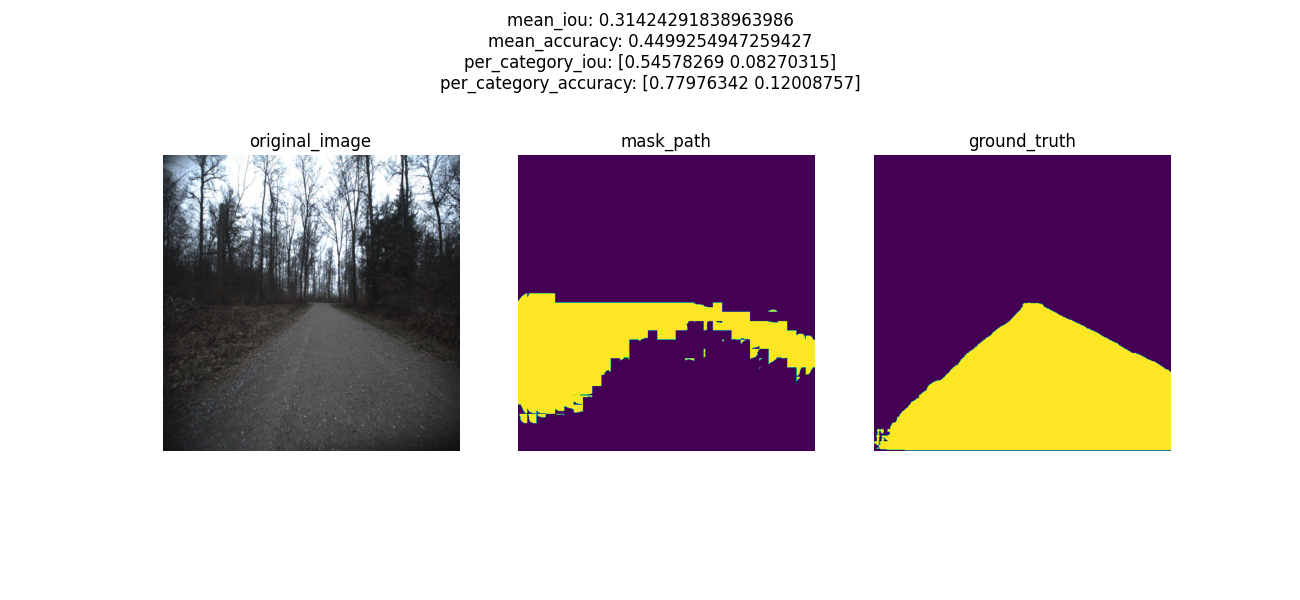 mean_iou: 0.31424291838963986
mean_accuracy: 0.4499254947259427
per_category_iou: [0.54578269 0.08270315]
per_category_accuracy: [0.77976342 0.12008757]
original_image
mask_path
ground_truth